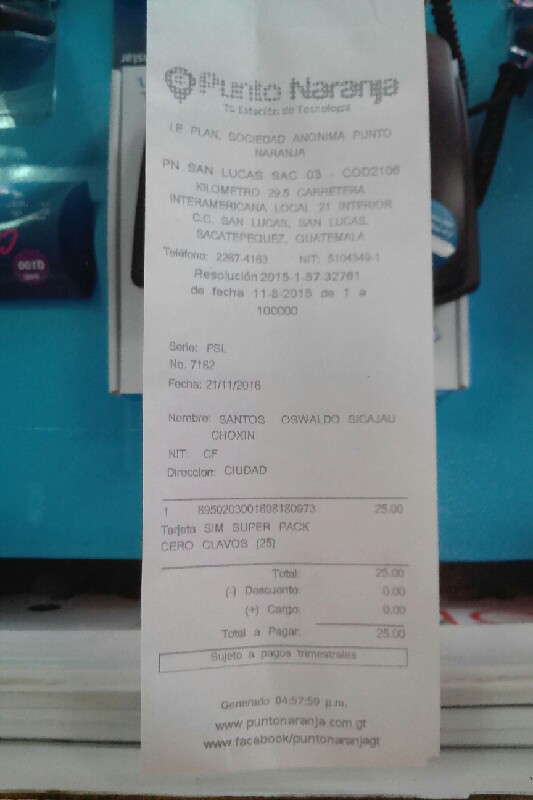 Punto Naranja
Tu Estación de Tecnología
J.E. PLAN, SOCIEDAD ANONIMA PUNTO
NARANJA
PN SAN LUCAS SAC 03 - COD2106
KILOMETRO 29.5 CARRETERA
INTERAMERICANA LOCAL 21 INTERIOR
C.C. SAN LUCAS, SAN LUCAS,
SACATEPEQUEZ, GUATEMALA
Teléfono: 2267-4163 NIT: 5104349-1
Resolución 2015-1-57-32761
de fecha 11-8-2015 de 1 a
100000
Serie: PSL
No. 7182
Fecha: 21/11/2016
Nombre: SANTOS OSWALDO SICAJAU
CHOXIN
NIT: CF
Direccion: CIUDAD
1 8950203001608180973 25.00
Tarjeta SIM SUPER PACK
CERO CLAVOS (25)
Total: 25.00
(-) Descuento: 0.00
(+) Cargo: 0.00
Total a Pagar: 25.00
Sujeto a pagos trimestrales
Generado 04:57:59 p.m.
www.puntonaranja.com.gt
www.facebook/puntonaranjagt